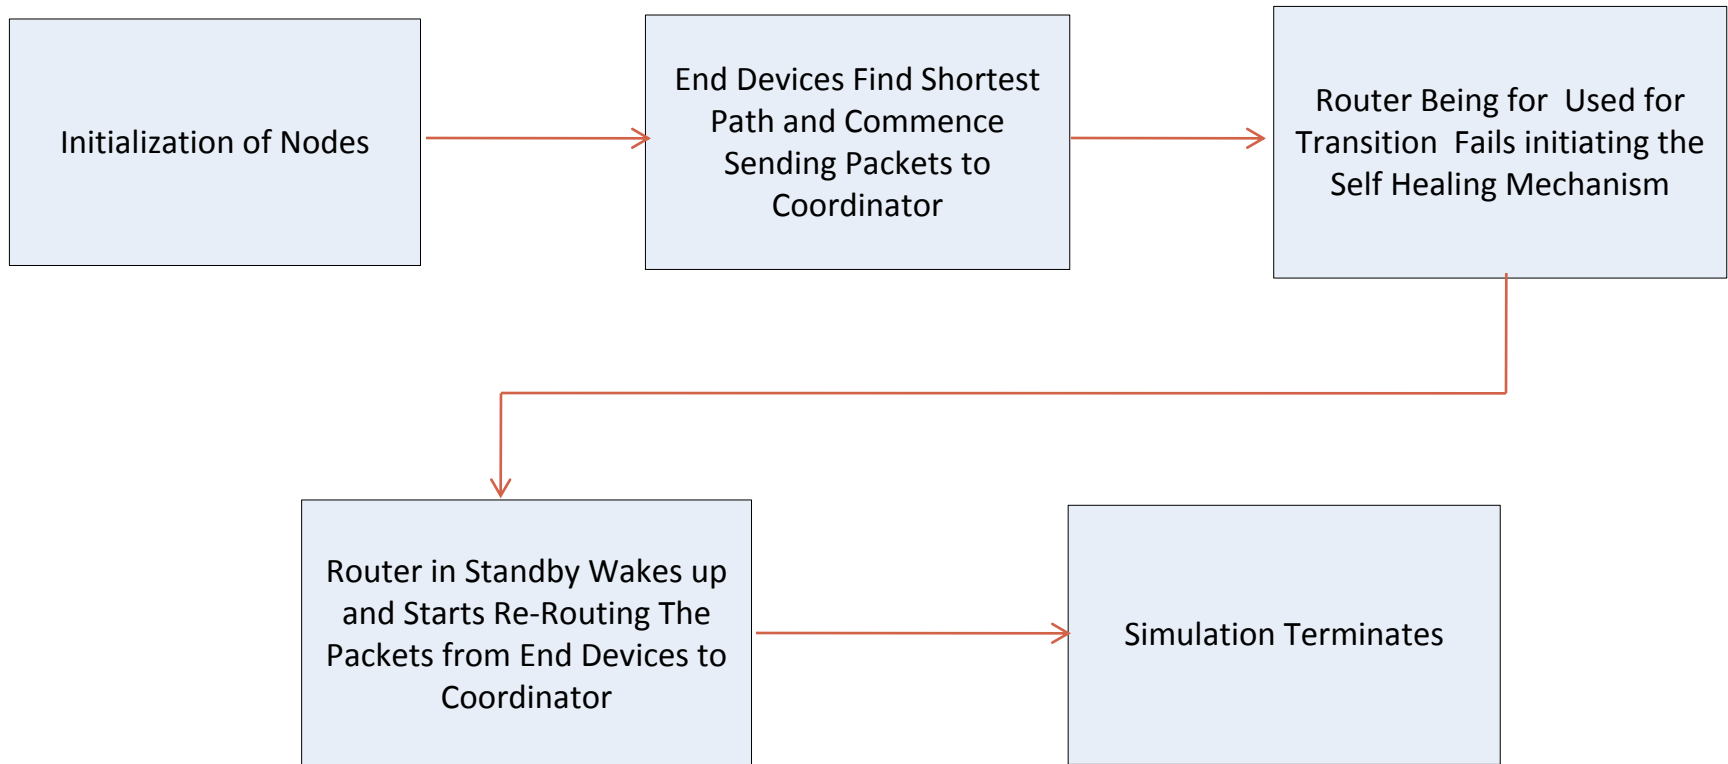 Initialization of Nodes
End Devices Find Shortest
Path and Commence
Sending Packets to
Coordinator
Router Being for  Used for
Transition  Fails initiating the
Self Healing Mechanism
Router in Standby Wakes up
and Starts Re-Routing The
Packets from End Devices to
Coordinator
Simulation Terminates